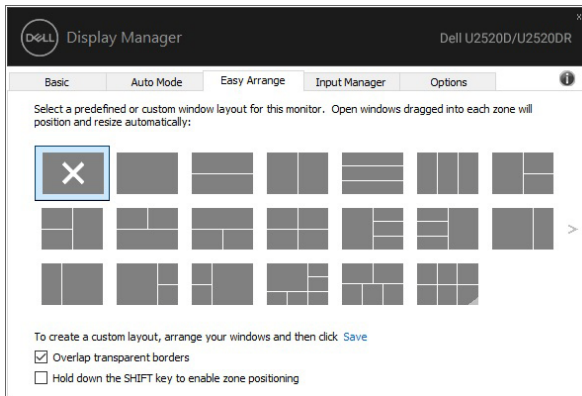 DELL Display Manager
Dell U2520D/U2520DR
Basic Auto Mode Easy Arrange Input Manager Options
Select a predefined or custom window layout for this monitor. Open windows dragged into each zone will
position and resize automatically:
To create a custom layout, arrange your windows and then click Save
Overlap transparent borders
Hold down the SHIFT key to enable zone positioning